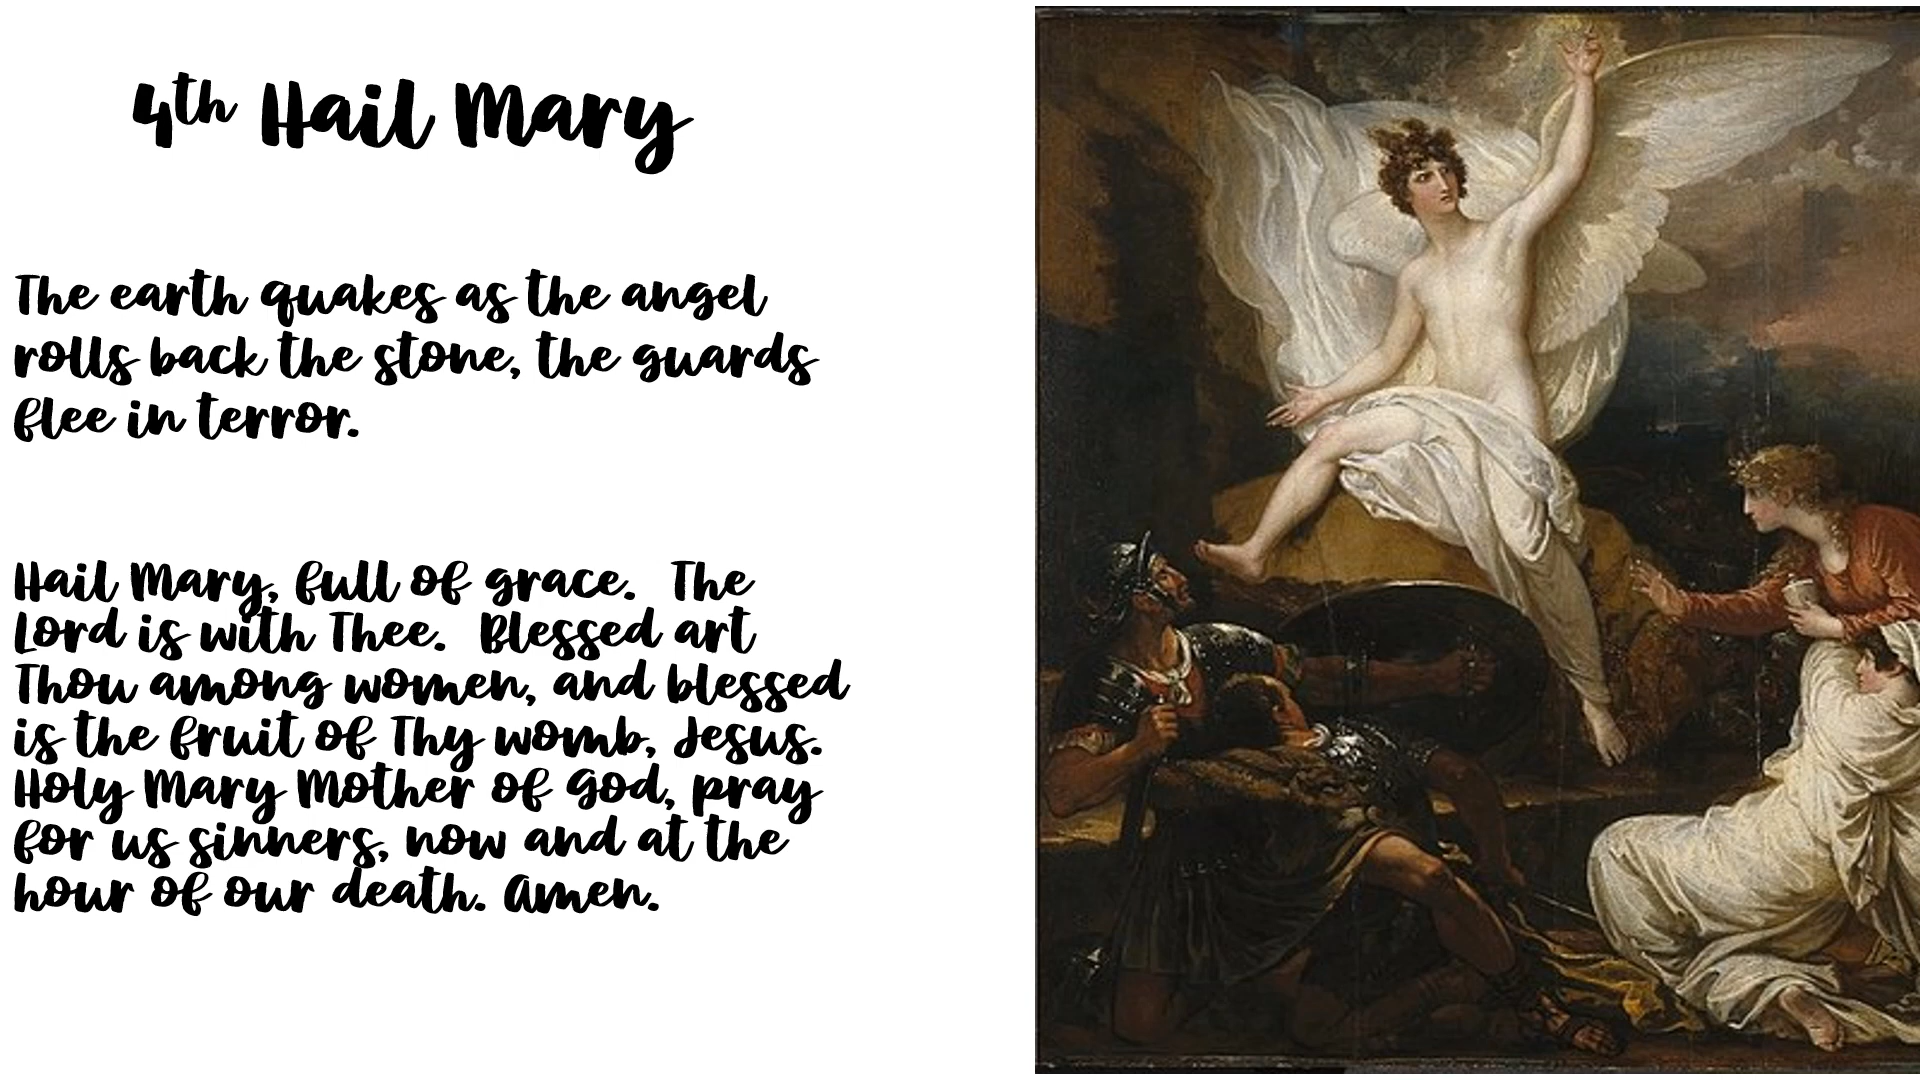 4th Hail Mary
The earth quakes as the angel
rolls back the stone, the guards
flee in terror.
Hail Mary, full of grace.  The
Lord is with Thee.  Blessed art
Thou among women, and blessed
is the fruit of Thy womb, Jesus.
Holy Mary Mother of God, pray
for us sinners, now and at the
hour of our death. Amen.